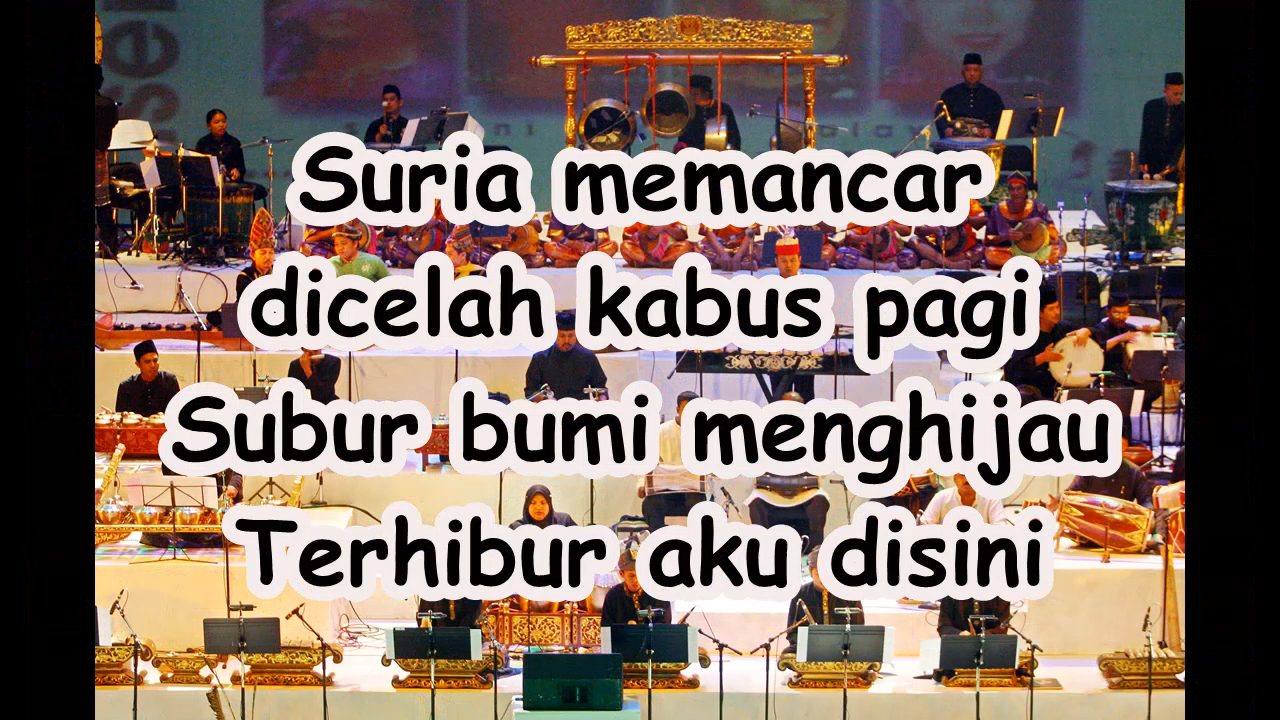 Suria memancar
dicelah kabus pagi
Subur bumi menghijau
Terhibur aku disini